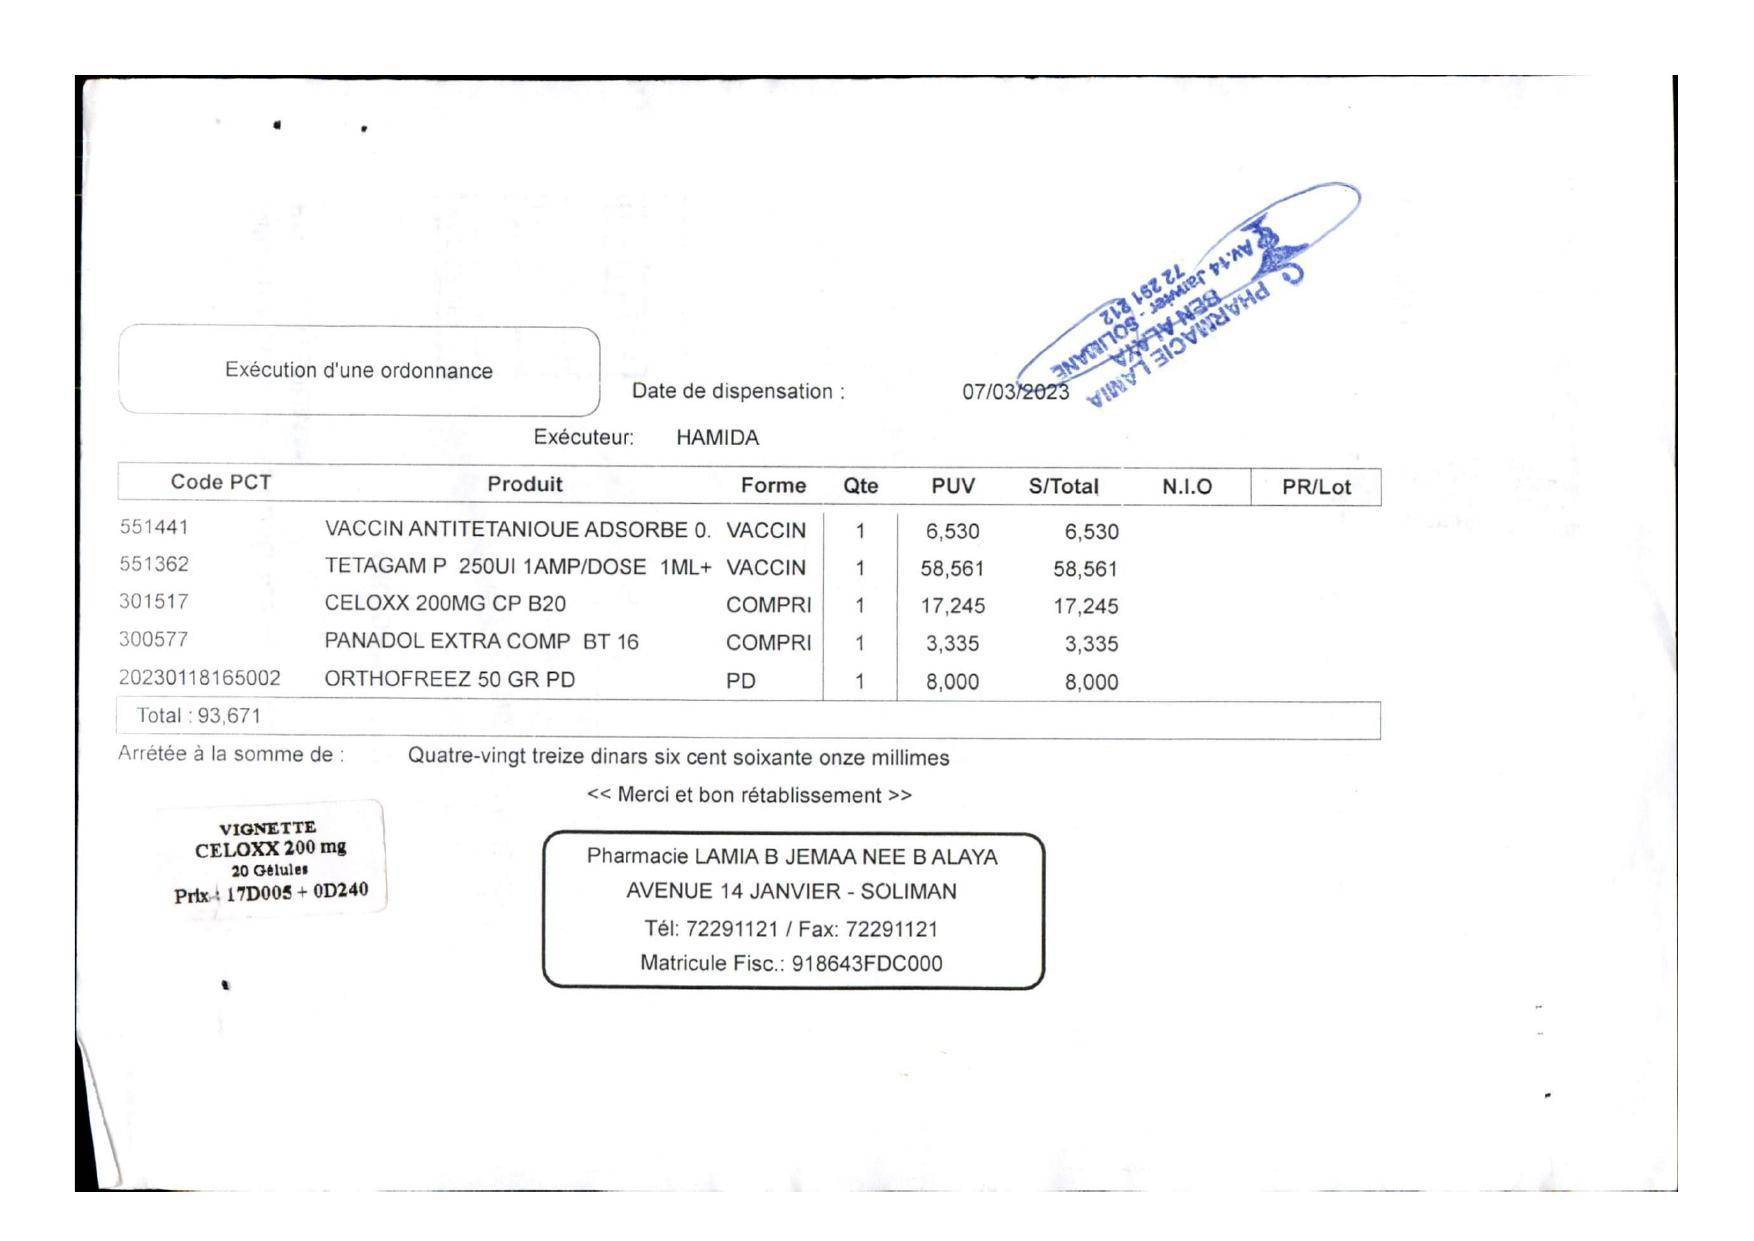 C PHARMACIE LAMIA
BEN ALAYA
Av.14 Janvier - SOLIMANE
72 291 212
Exécution d'une ordonnance
Date de dispensation : 07/03/2023
Exécuteur: HAMIDA
Code PCT Produit Forme Qte PUV S/Total N.I.O PR/Lot
551441 VACCIN ANTITETANIOUE ADSORBE 0. VACCIN 1 6,530 6,530
551362 TETAGAM P 250UI 1AMP/DOSE 1ML+ VACCIN 1 58,561 58,561
301517 CELOXX 200MG CP B20 COMPRI 1 17,245 17,245
300577 PANADOL EXTRA COMP BT 16 COMPRI 1 3,335 3,335
20230118165002 ORTHOFREEZ 50 GR PD PD 1 8,000 8,000
Total : 93,671
Arrétée à la somme de : Quatre-vingt treize dinars six cent soixante onze millimes
<< Merci et bon rétablissement >>
VIGNETTE
CELOXX 200 mg
20 Gélules
Prix : 17D005 + 0D240
Pharmacie LAMIA B JEMAA NEE B ALAYA
AVENUE 14 JANVIER - SOLIMAN
Tél: 72291121 / Fax: 72291121
Matricule Fisc.: 918643FDC000